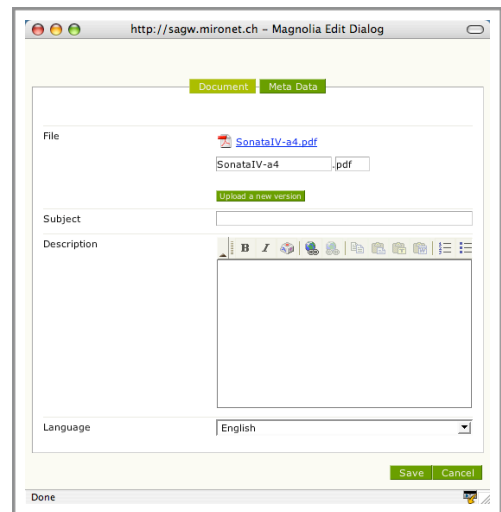 http://sagw.mironet.ch – Magnolia Edit Dialog
Document Meta Data
File
SonataIV-a4.pdf
SonataIV-a4 .pdf
Upload a new version
Subject
Description
B I
Language English
Save Cancel
Done